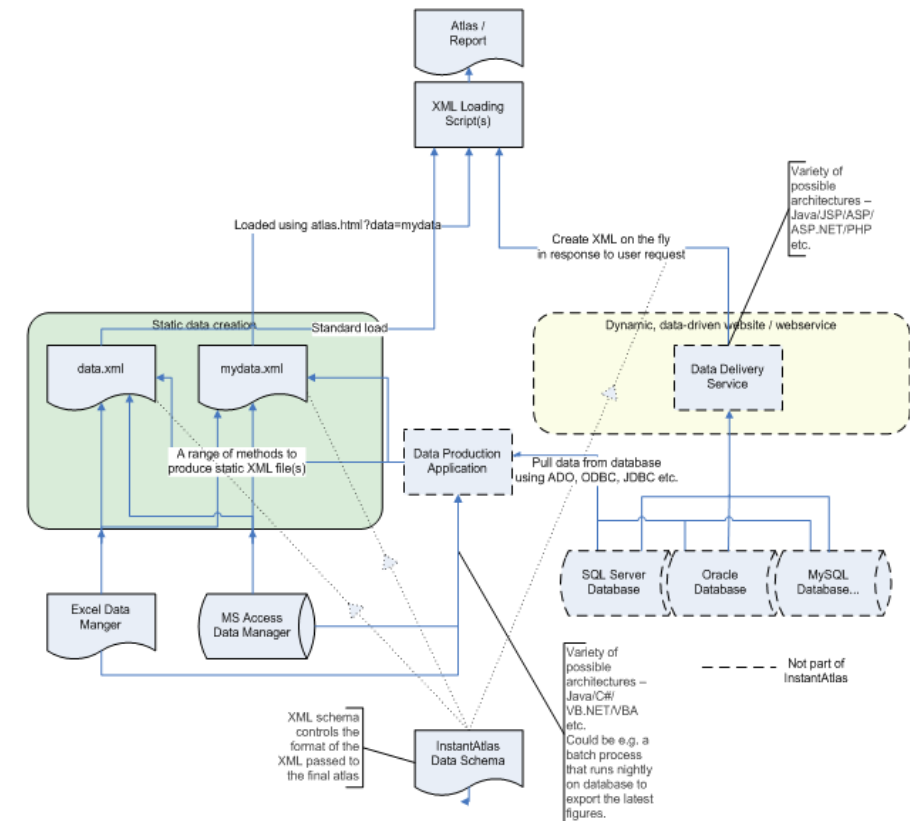 Atlas /
Report
XML Loading
Script(s)
Variety of
possible
architectures –
Java/JSP/ASP/
ASP.NET/PHP
etc.
Loaded using atlas.html?data=mydata
Create XML on the fly
in response to user request
Static data creation
Standard load
Dynamic, data-driven website / webservice
data.xml
mydata.xml
Data Delivery
Service
A range of methods to
produce static XML file(s)
Data Production
Application
Pull data from database
using ADO, ODBC, JDBC etc.
SQL Server
Database
Oracle
Database
MySQL
Database...
Excel Data
Manger
MS Access
Data Manager
Variety of
possible
architectures –
Java/C#/
VB.NET/VBA
etc.
Could be e.g. a
batch process
that runs nightly
on database to
export the latest
figures.
Not part of
InstantAtlas
XML schema
controls the
format of the
XML passed to
the final atlas
InstantAtlas
Data Schema